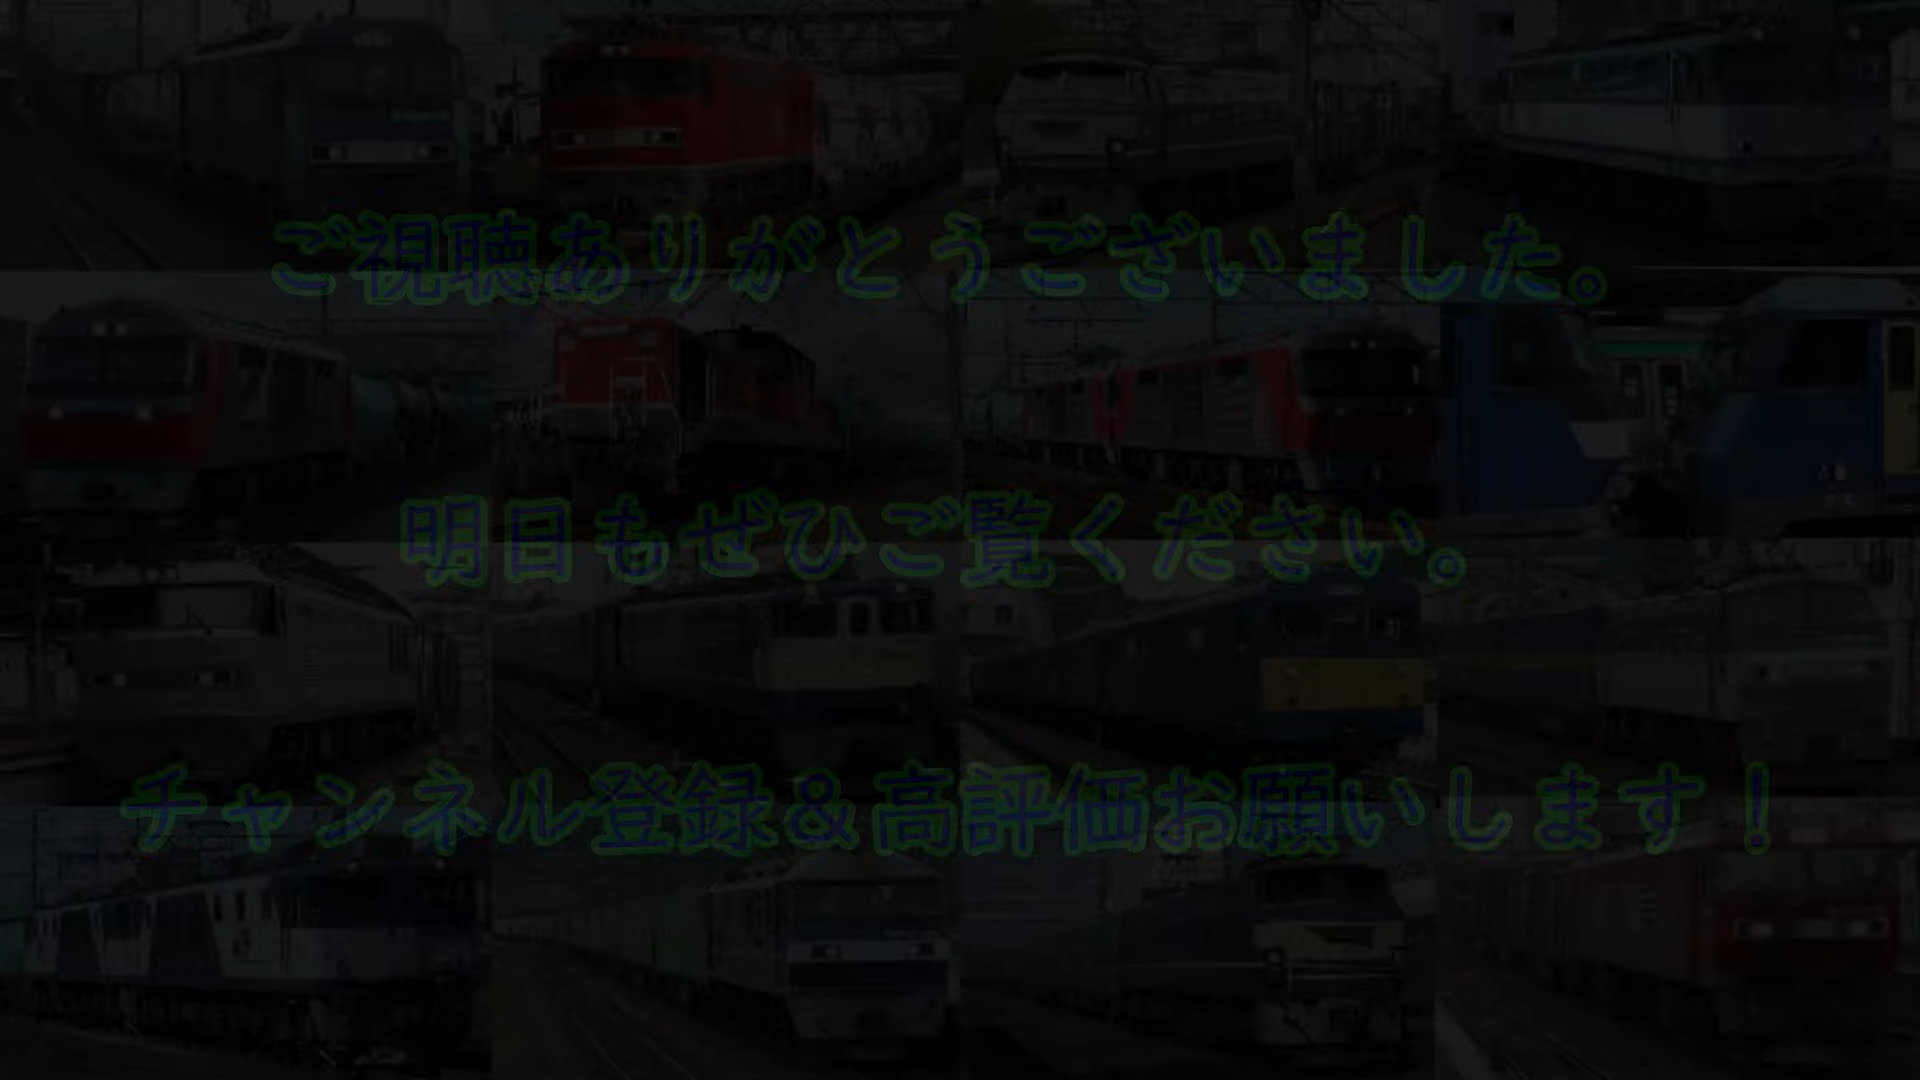 ご視聴ありがとうございました。
明日もぜひご覧ください。
チャンネル登録＆高評価お願いします！